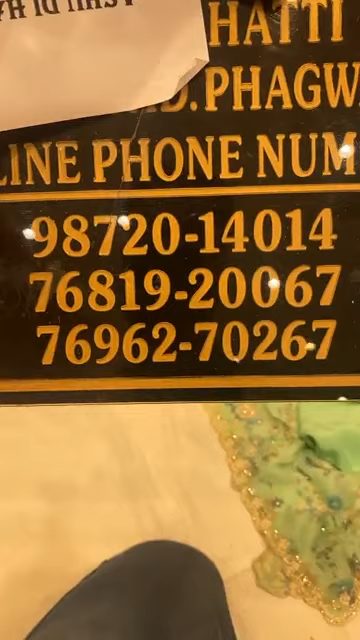 HATTI
D.PHAGW
LINE PHONE NUM
98720-14014
76819-20067
76962-70267